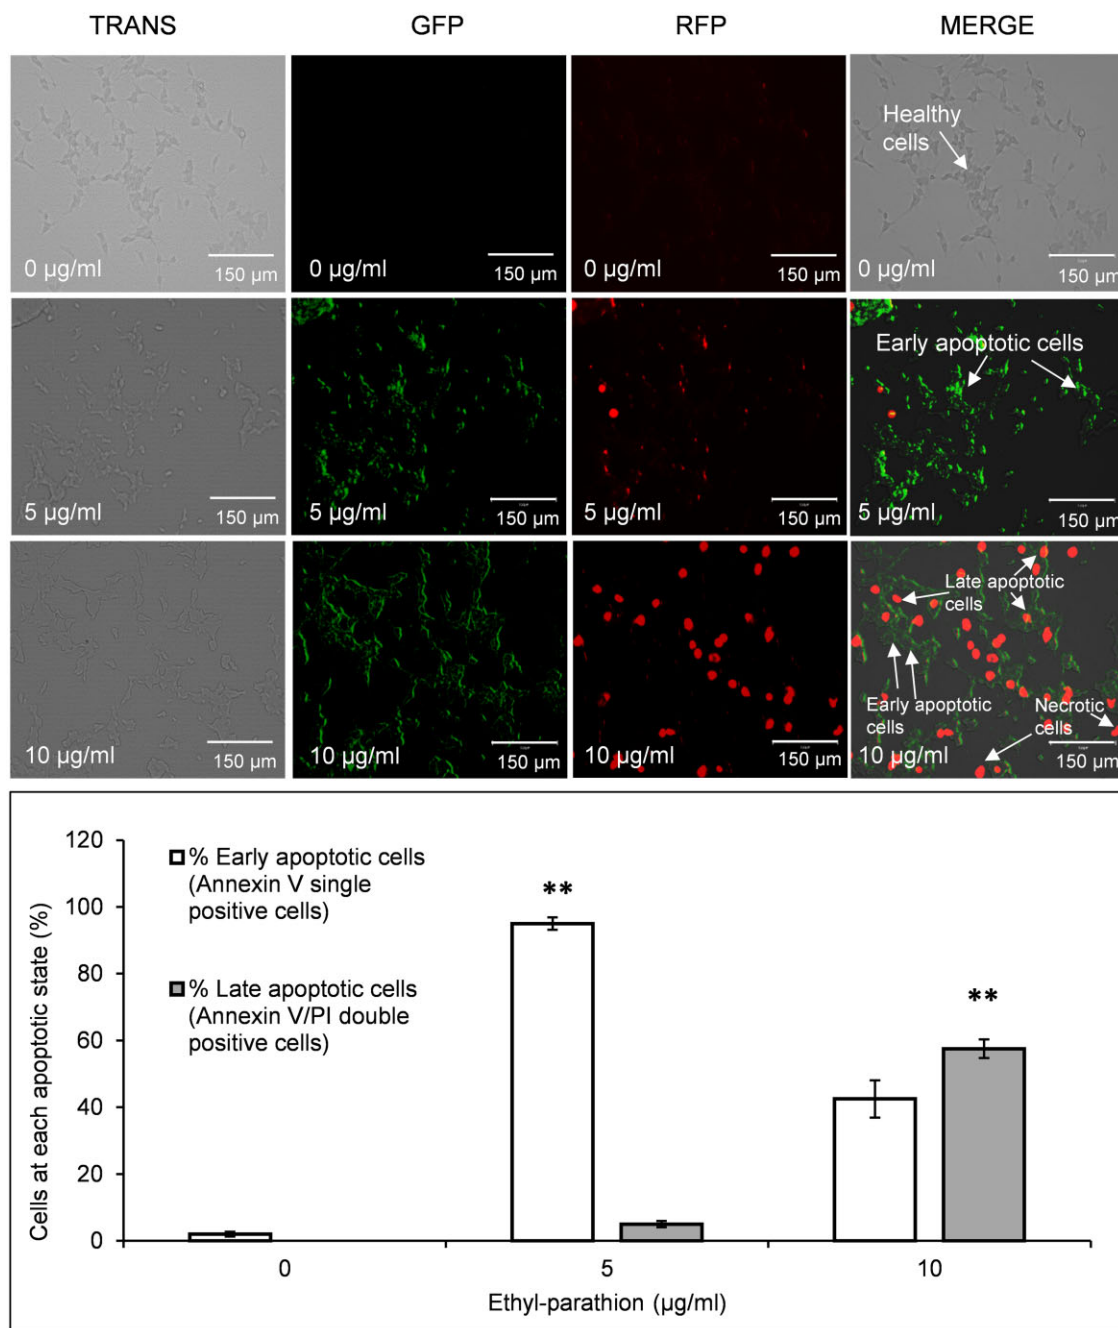 TRANS GFP RFP MERGE
Healthy
cells
0 µg/ml 150 µm 0 µg/ml 150 µm 0 µg/ml 150 µm 0 µg/ml 150 µm
Early apoptotic cells
5 µg/ml 150 µm 5 µg/ml 150 µm 5 µg/ml 150 µm 5 µg/ml 150 µm
Late apoptotic
cells
Early apoptotic
cells
Necrotic
cells
10 µg/ml 150 µm 10 µg/ml 150 µm 10 µg/ml 150 µm 10 µg/ml 150 µm
Cells at each apoptotic state (%)
120
100
80
60
40
20
0
% Early apoptotic cells
(Annexin V single
positive cells)
% Late apoptotic cells
(Annexin V/PI double
positive cells)
**
**
0 5 10
Ethyl-parathion (µg/ml)